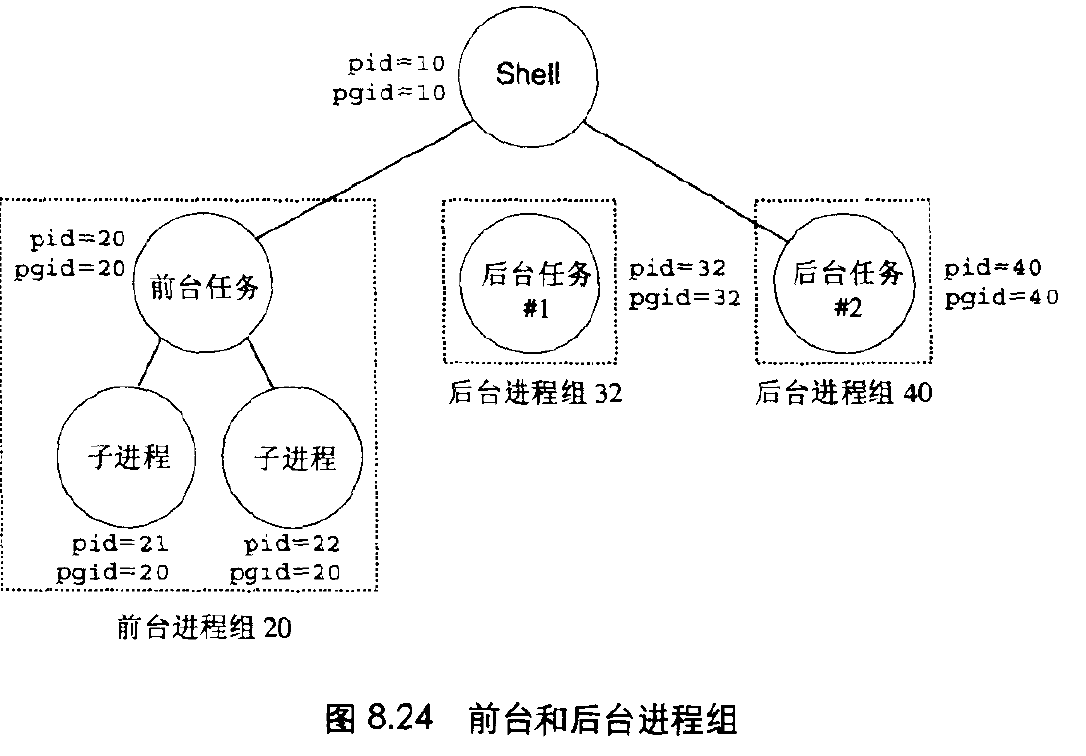 pid=10
pgid=10
Shell
pid=20
pgid=20
前台任务
后台任务
#1
pid=32
pgid=32
后台任务
#2
pid=40
pgid=40
后台进程组 32
后台进程组 40
子进程
子进程
pid=21
pgid=20
pid=22
pgid=20
前台进程组 20
图 8.24 前台和后台进程组